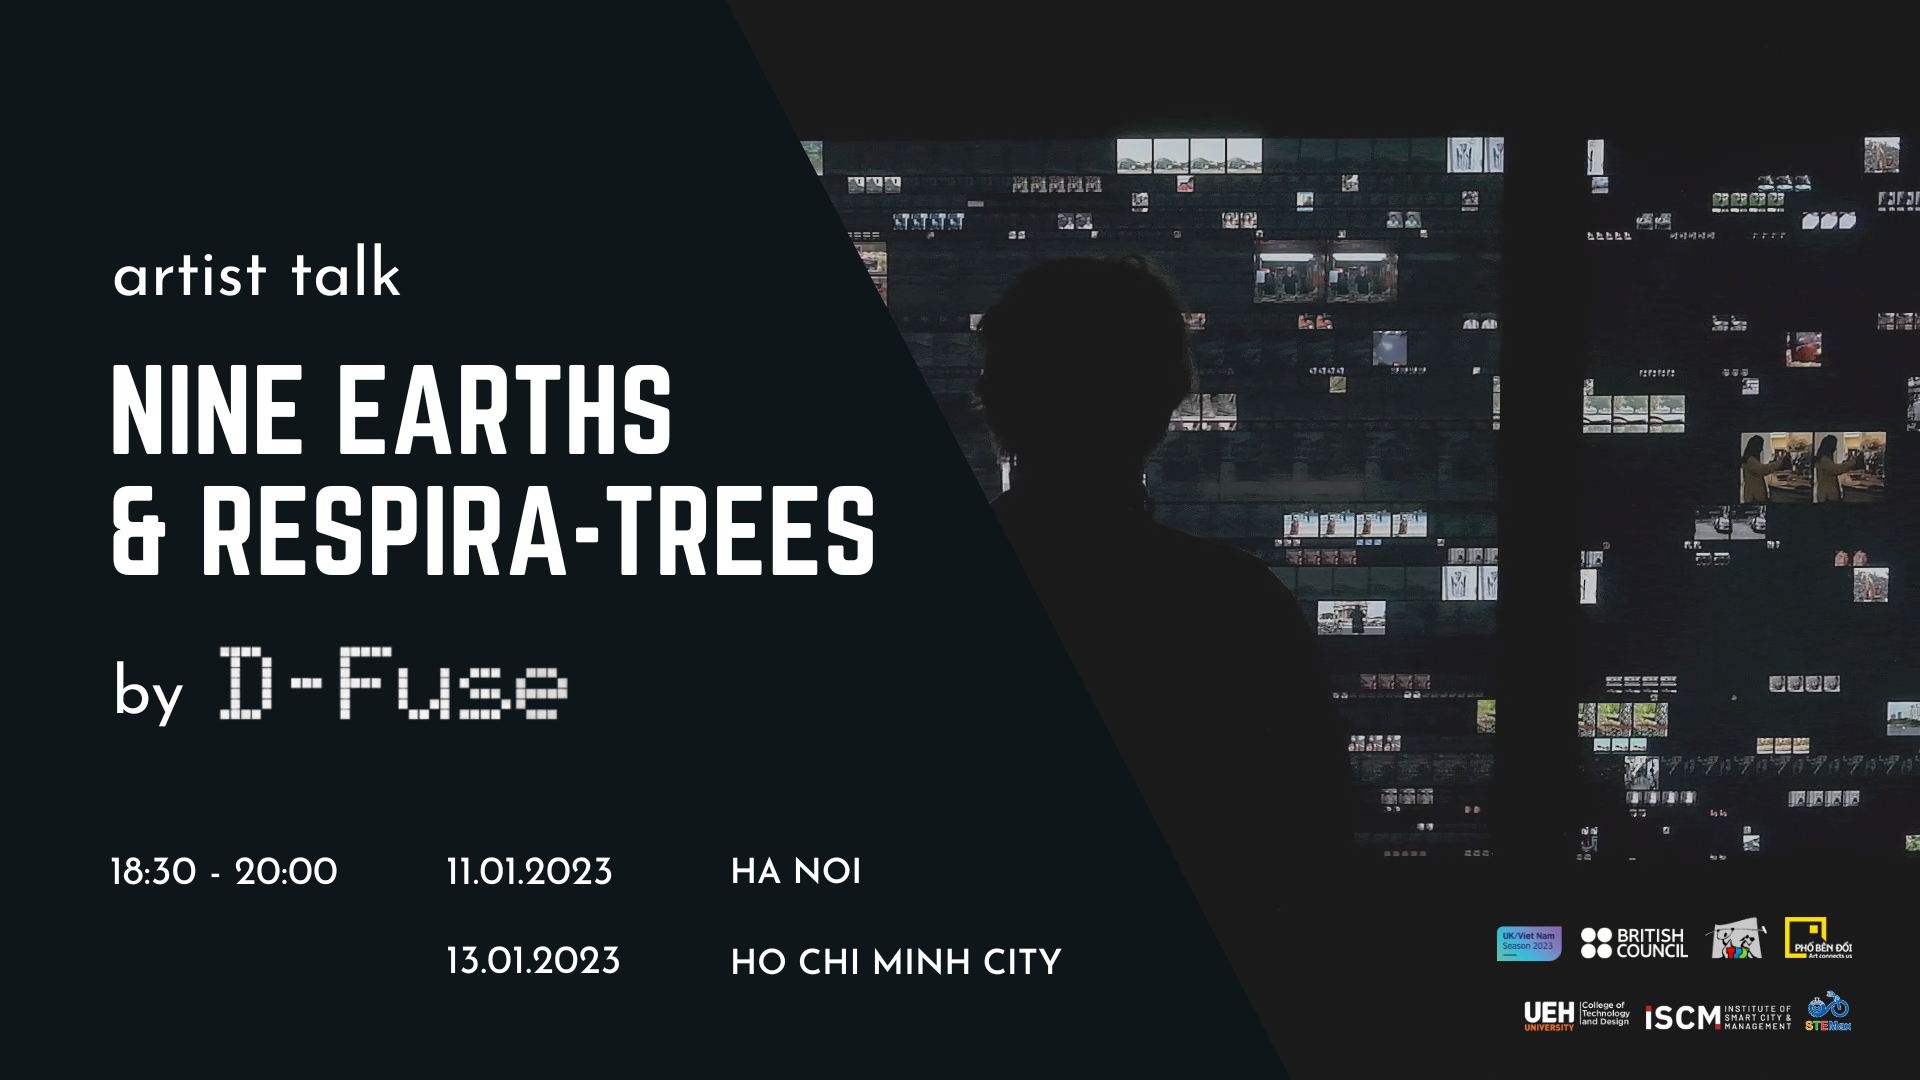 artist talk
NINE EARTHS
& RESPIRA-TREES
by D-Fuse
18:30 - 20:00 11.01.2023 HA NOI
13.01.2023 HO CHI MINH CITY
UK/Viet Nam
Season 2023
BRITISH
COUNCIL
PHỐ BÊN ĐỒI
Art connects us
UEH
UNIVERSITY
College of
Technology
and Design
iSCM
INSTITUTE OF
SMART CITY &
MANAGEMENT
STEMax